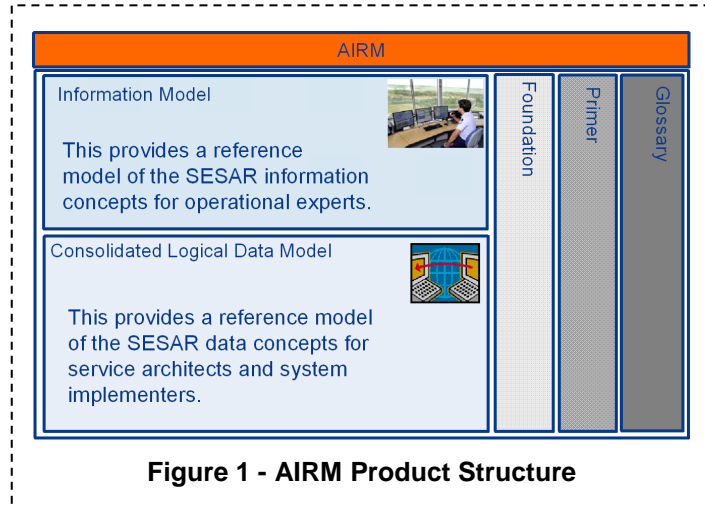 AIRM
Information Model
This provides a reference
model of the SESAR information
concepts for operational experts.
Consolidated Logical Data Model
This provides a reference model
of the SESAR data concepts for
service architects and system
implementers.
Foundation
Primer
Glossary
Figure 1 - AIRM Product Structure